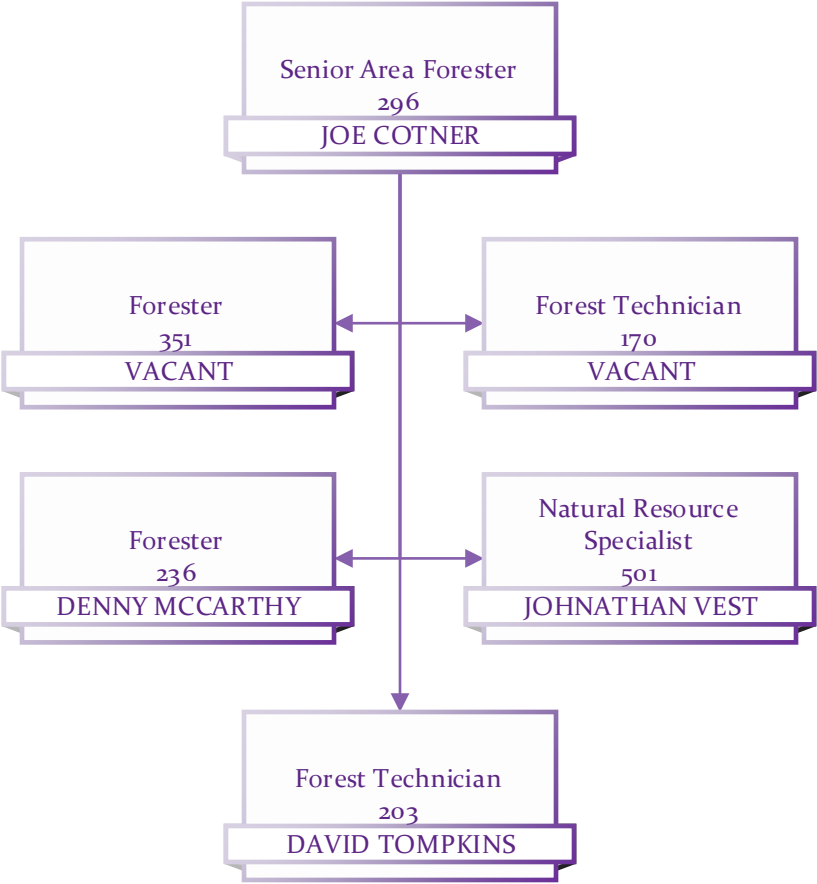 Senior Area Forester
296
JOE COTNER
Forester
351
VACANT
Forest Technician
170
VACANT
Forester
236
DENNY MCCARTHY
Natural Resource
Specialist
501
JOHNATHAN VEST
Forest Technician
203
DAVID TOMPKINS